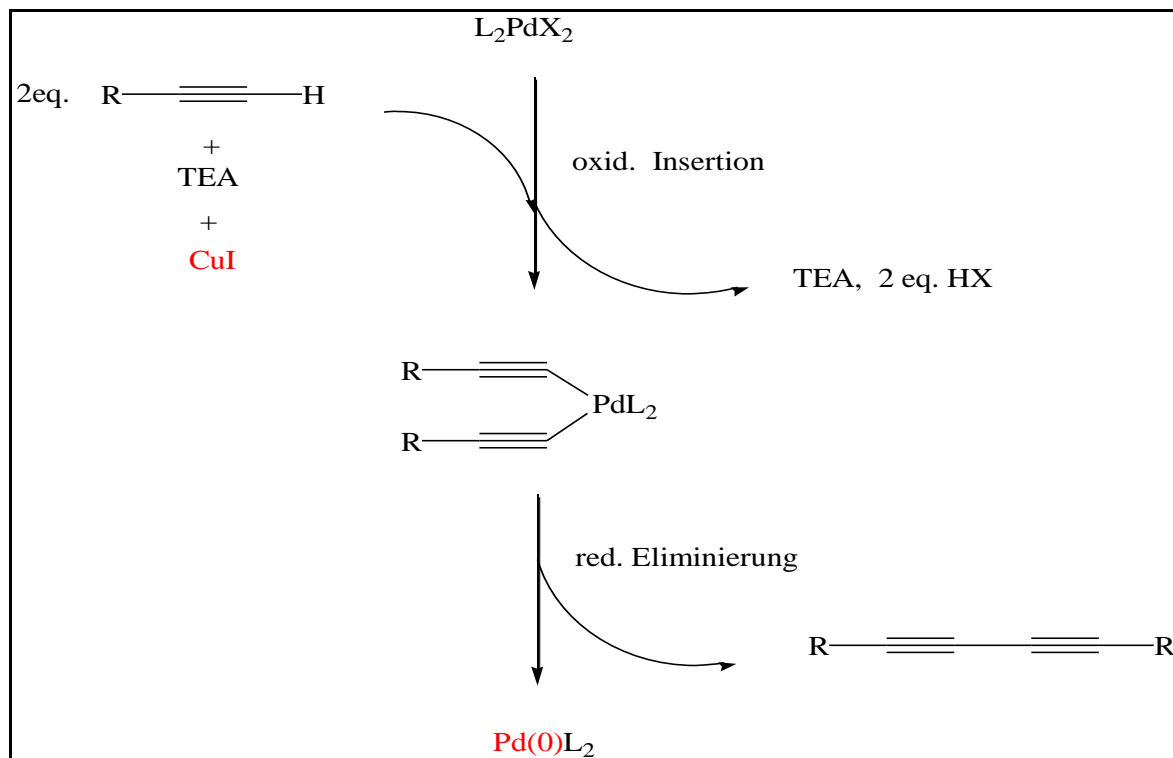 L₂PdX₂
2eq. R H
+
TEA
+
CuI
oxid. Insertion
TEA, 2 eq. HX
R
PdL₂
R
red. Eliminierung
R R
Pd(0)L₂